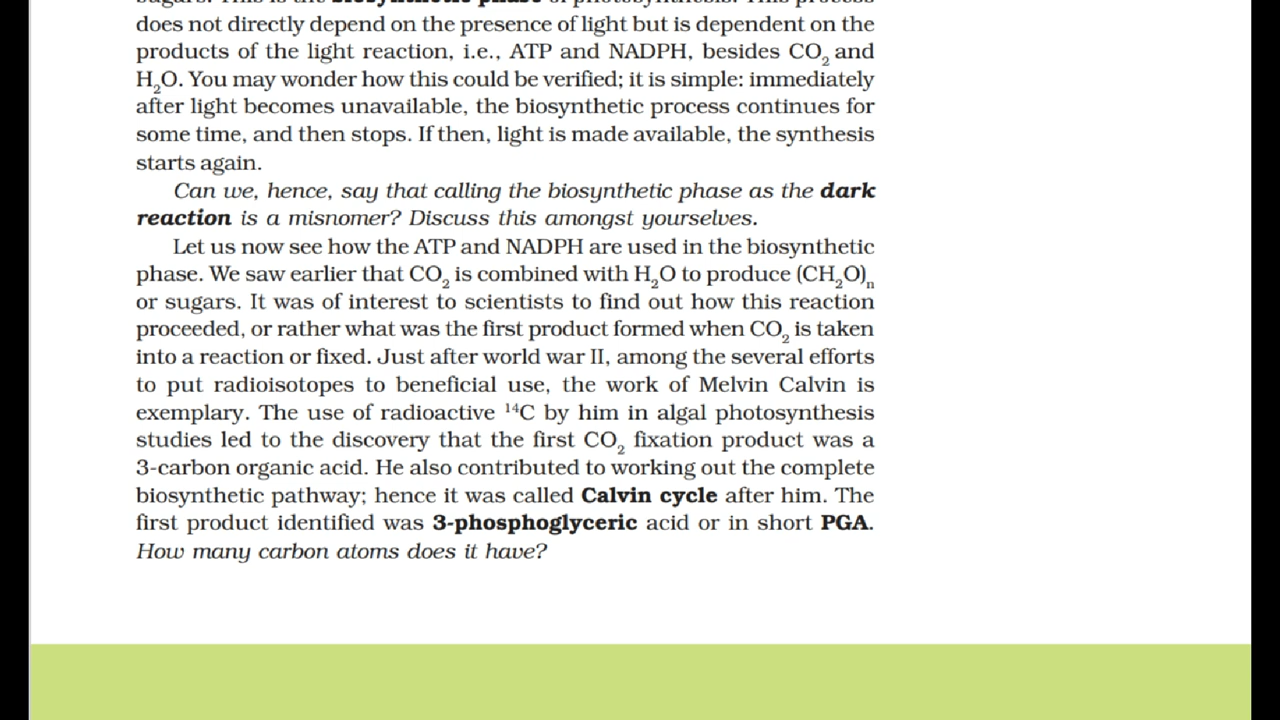 sugars. This is the biosynthetic phase of photosynthesis. This process
does not directly depend on the presence of light but is dependent on the
products of the light reaction, i.e., ATP and NADPH, besides CO₂ and
H₂O. You may wonder how this could be verified; it is simple: immediately
after light becomes unavailable, the biosynthetic process continues for
some time, and then stops. If then, light is made available, the synthesis
starts again.
Can we, hence, say that calling the biosynthetic phase as the dark
reaction is a misnomer? Discuss this amongst yourselves.
Let us now see how the ATP and NADPH are used in the biosynthetic
phase. We saw earlier that CO₂ is combined with H₂O to produce (CH₂O)ₙ
or sugars. It was of interest to scientists to find out how this reaction
proceeded, or rather what was the first product formed when CO₂ is taken
into a reaction or fixed. Just after world war II, among the several efforts
to put radioisotopes to beneficial use, the work of Melvin Calvin is
exemplary. The use of radioactive ¹⁴C by him in algal photosynthesis
studies led to the discovery that the first CO₂ fixation product was a
3-carbon organic acid. He also contributed to working out the complete
biosynthetic pathway; hence it was called Calvin cycle after him. The
first product identified was 3-phosphoglyceric acid or in short PGA.
How many carbon atoms does it have?